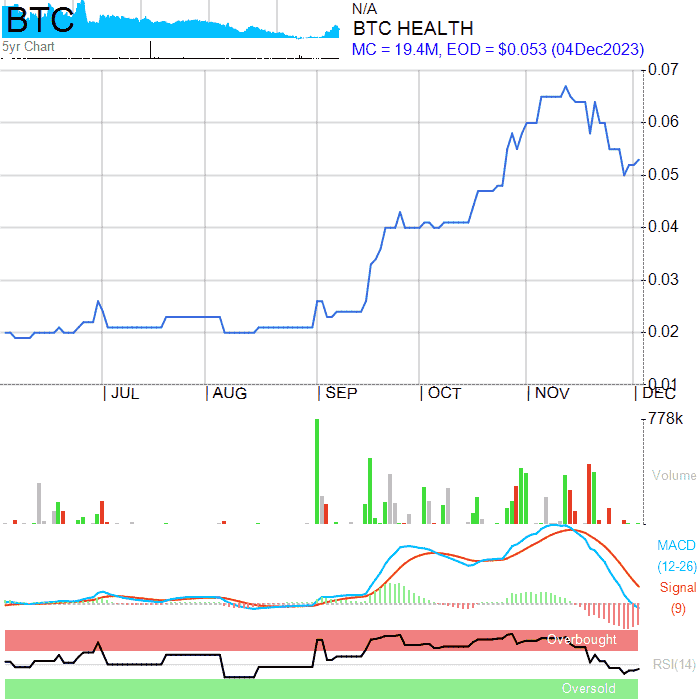 BTC
5yr Chart
N/A
BTC HEALTH
MC = 19.4M, EOD = $0.053 (04Dec2023)
0.07
0.06
0.05
0.04
0.03
0.02
0.01
JUL
AUG
SEP
OCT
NOV
DEC
778k
Volume
MACD
(12-26)
Signal
(9)
Overbought
RSI(14)
Oversold